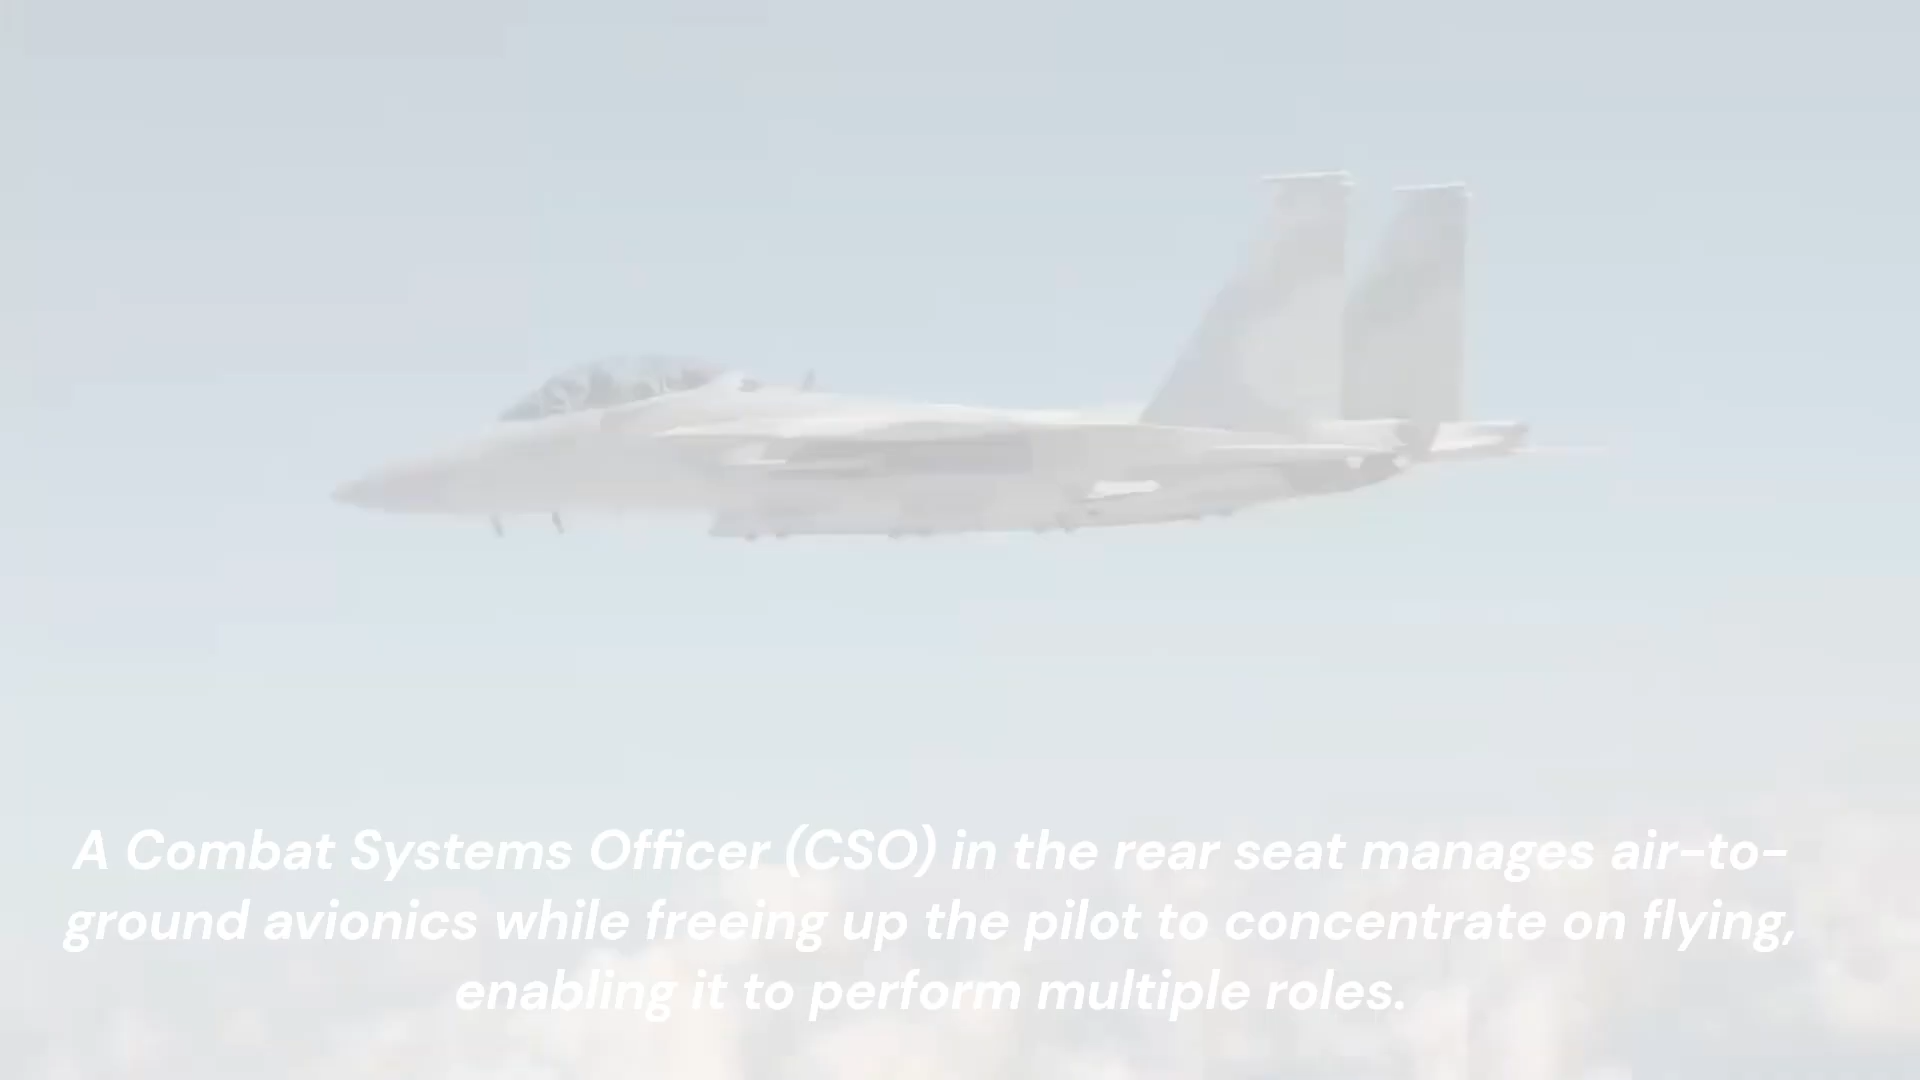 A Combat Systems Officer (CSO) in the rear seat manages air-to-
ground avionics while freeing up the pilot to concentrate on flying,
enabling it to perform multiple roles.